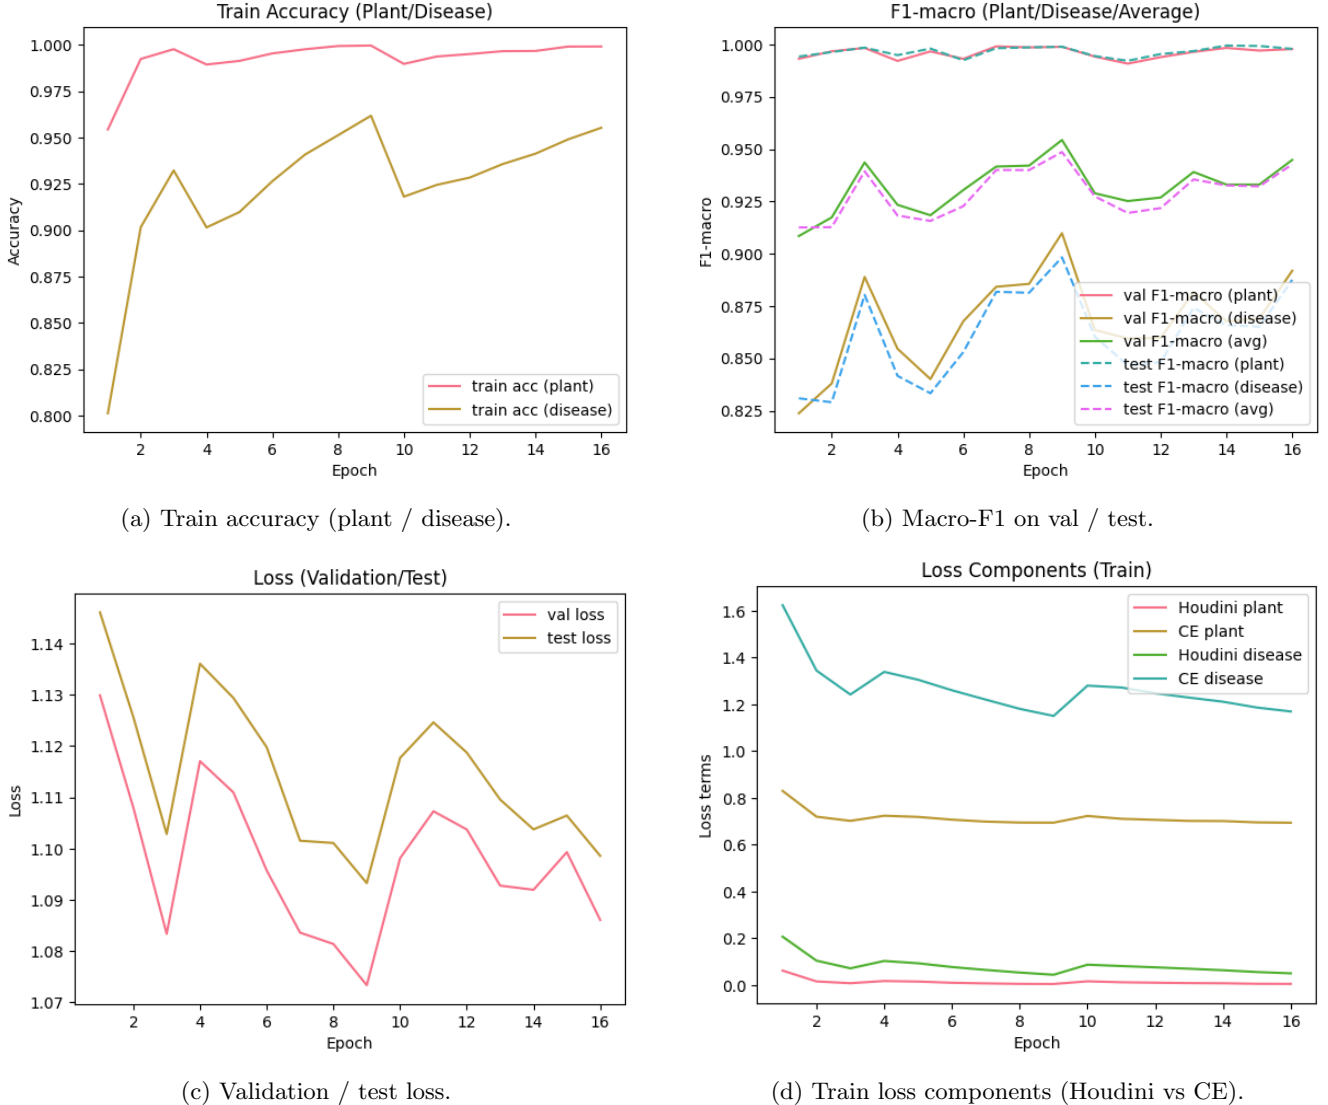 Train Accuracy (Plant/Disease)
1.000
0.975
0.950
0.925
0.900
0.875
0.850
0.825
0.800
Accuracy
train acc (plant)
train acc (disease)
2 4 6 8 10 12 14 16
Epoch
(a) Train accuracy (plant / disease).
F1-macro (Plant/Disease/Average)
1.000
0.975
0.950
0.925
0.900
0.875
0.850
0.825
F1-macro
val F1-macro (plant)
val F1-macro (disease)
val F1-macro (avg)
test F1-macro (plant)
test F1-macro (disease)
test F1-macro (avg)
2 4 6 8 10 12 14 16
Epoch
(b) Macro-F1 on val / test.
Loss (Validation/Test)
val loss
test loss
1.14
1.13
1.12
1.11
1.10
1.09
1.08
1.07
Loss
2 4 6 8 10 12 14 16
Epoch
(c) Validation / test loss.
Loss Components (Train)
Houdini plant
CE plant
Houdini disease
CE disease
1.6
1.4
1.2
1.0
0.8
0.6
0.4
0.2
0.0
Loss terms
2 4 6 8 10 12 14 16
Epoch
(d) Train loss components (Houdini vs CE).